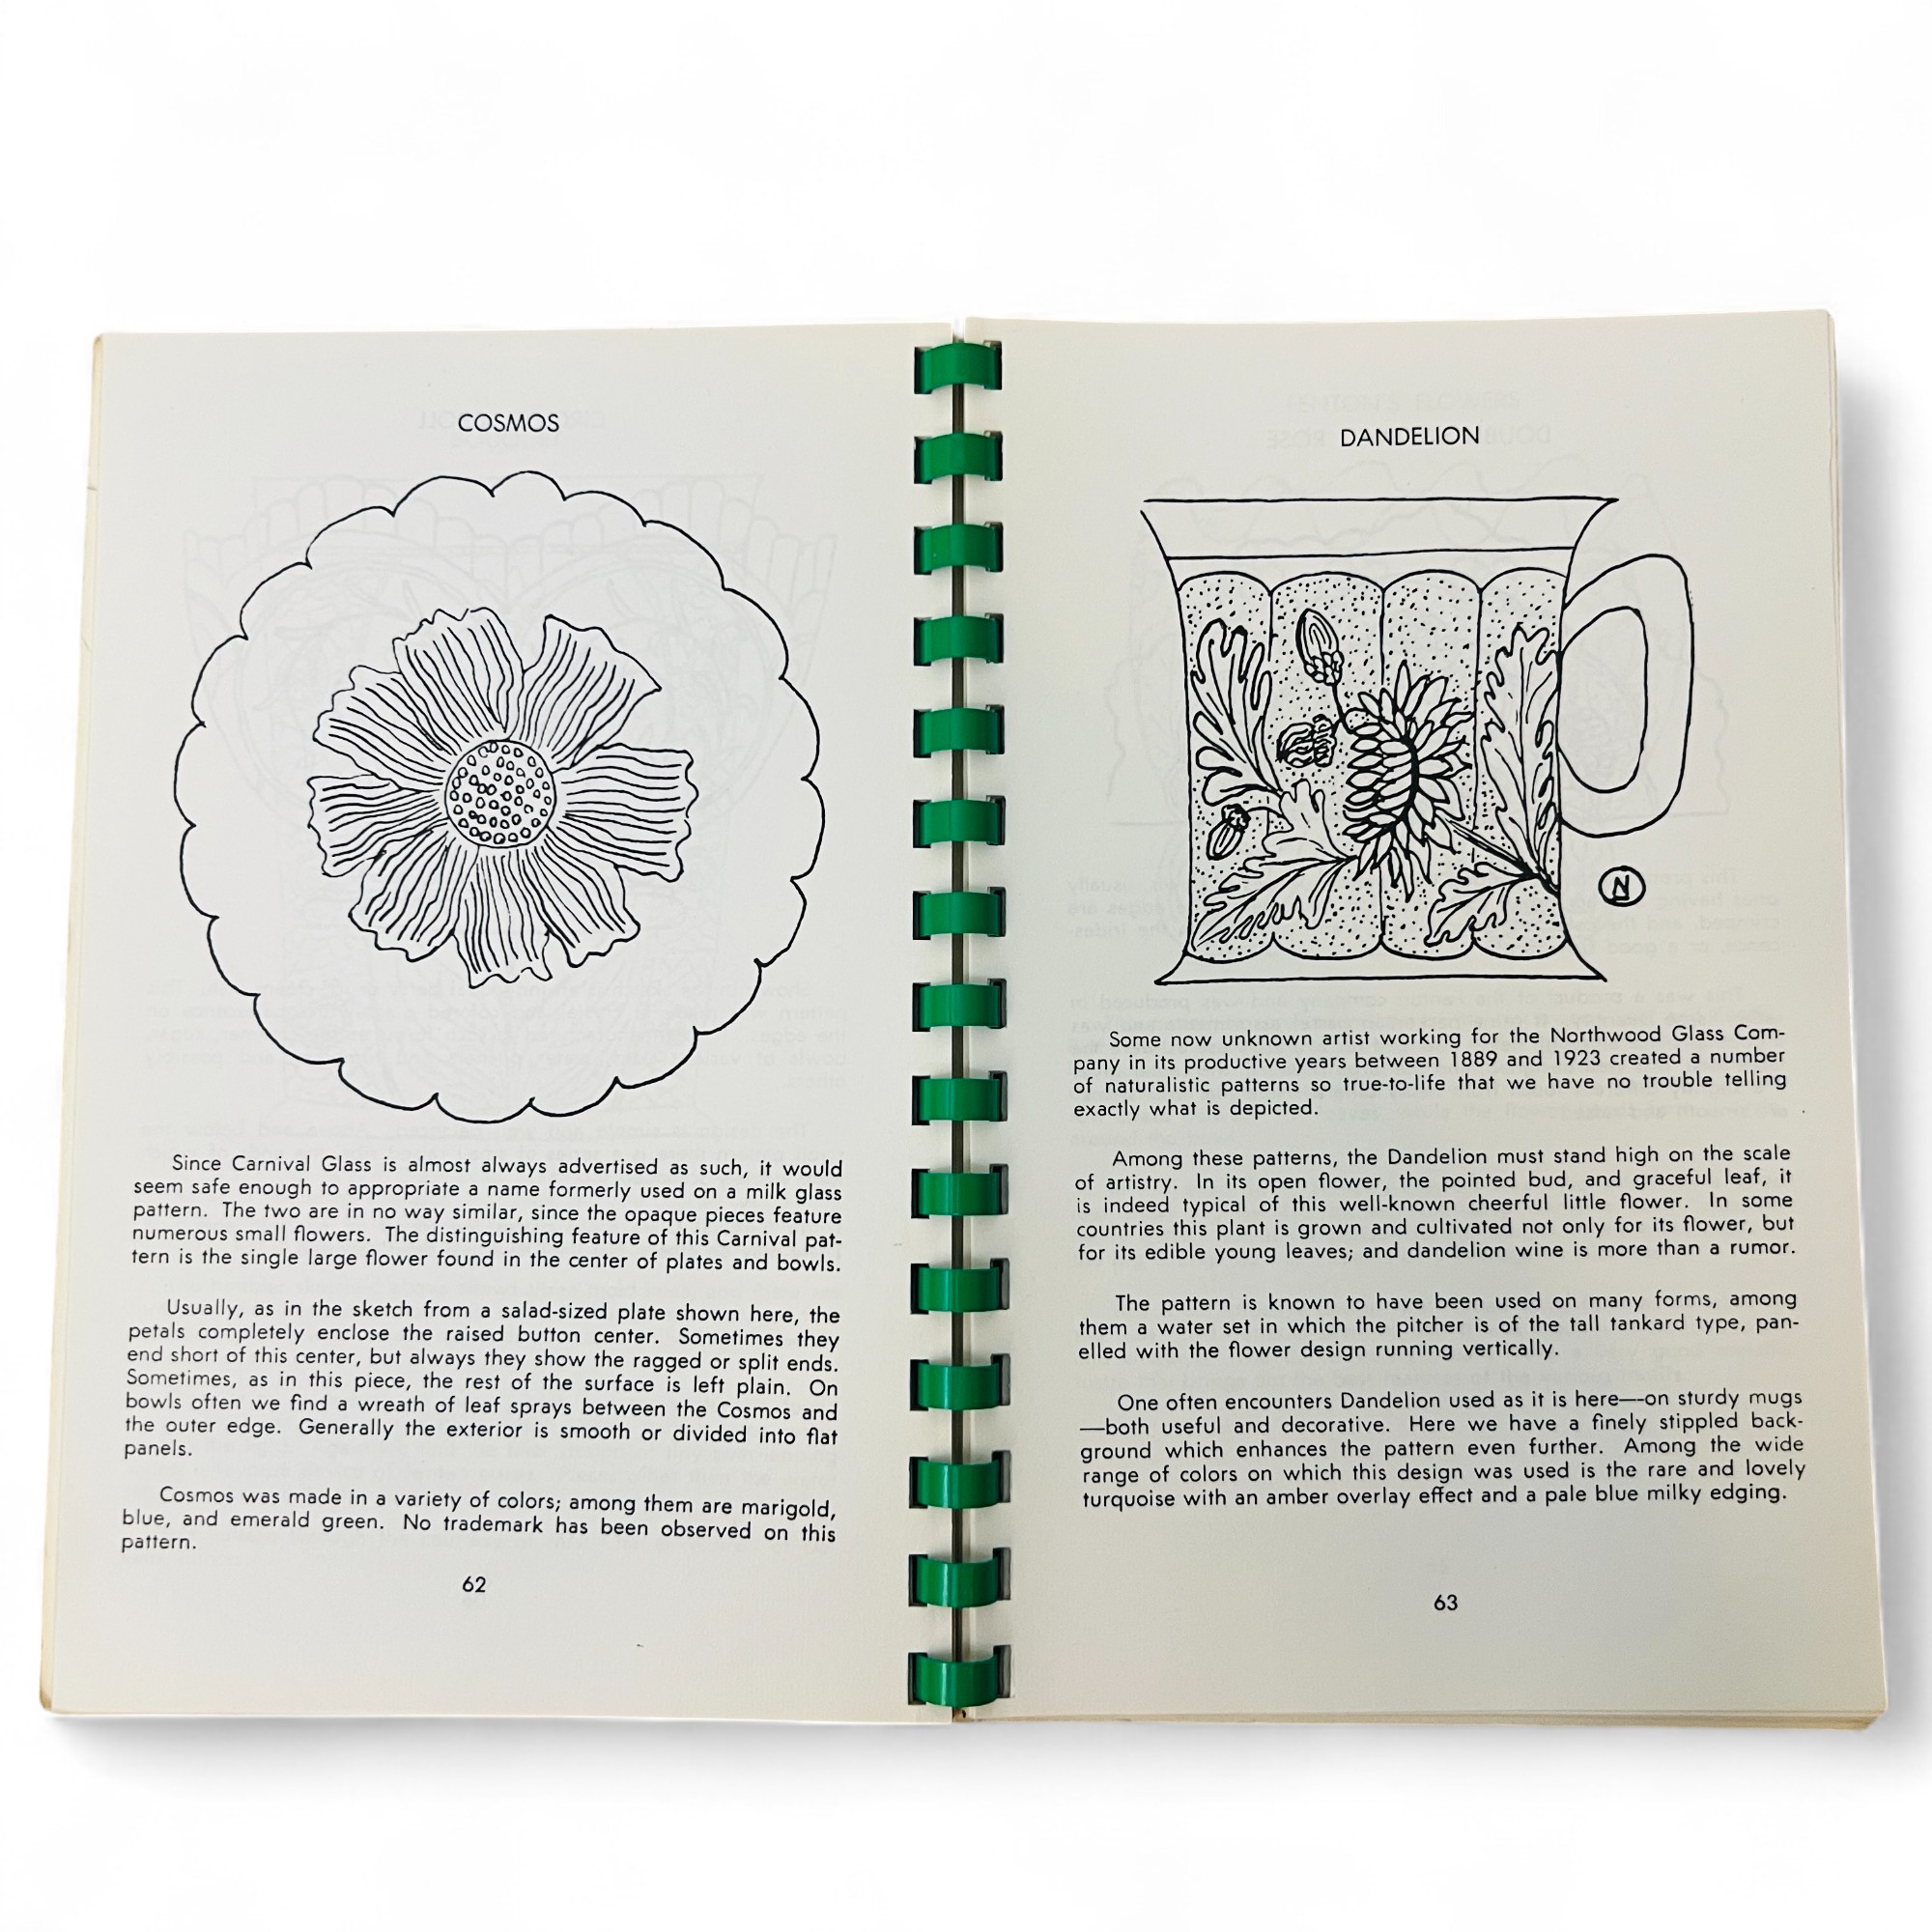 COSMOS
Since Carnival Glass is almost always advertised as such, it would
seem safe enough to appropriate a name formerly used on a milk glass
pattern. The two are in no way similar, since the opaque pieces feature
numerous small flowers. The distinguishing feature of this Carnival pat-
tern is the single large flower found in the center of plates and bowls.
Usually, as in the sketch from a salad-sized plate shown here, the
petals completely enclose the raised button center. Sometimes they
end short of this center, but always they show the ragged or split ends.
Sometimes, as in this piece, the rest of the surface is left plain. On
bowls often we find a wreath of leaf sprays between the Cosmos and
the outer edge. Generally the exterior is smooth or divided into flat
panels.
Cosmos was made in a variety of colors; among them are marigold,
blue, and emerald green. No trademark has been observed on this
pattern.
62
DANDELION
N
Some now unknown artist working for the Northwood Glass Com-
pany in its productive years between 1889 and 1923 created a number
of naturalistic patterns so true-to-life that we have no trouble telling
exactly what is depicted.
Among these patterns, the Dandelion must stand high on the scale
of artistry. In its open flower, the pointed bud, and graceful leaf, it
is indeed typical of this well-known cheerful little flower. In some
countries this plant is grown and cultivated not only for its flower, but
for its edible young leaves; and dandelion wine is more than a rumor.
The pattern is known to have been used on many forms, among
them a water set in which the pitcher is of the tall tankard type, pan-
elled with the flower design running vertically.
One often encounters Dandelion used as it is here—-on sturdy mugs
—both useful and decorative. Here we have a finely stippled back-
ground which enhances the pattern even further. Among the wide
range of colors on which this design was used is the rare and lovely
turquoise with an amber overlay effect and a pale blue milky edging.
63